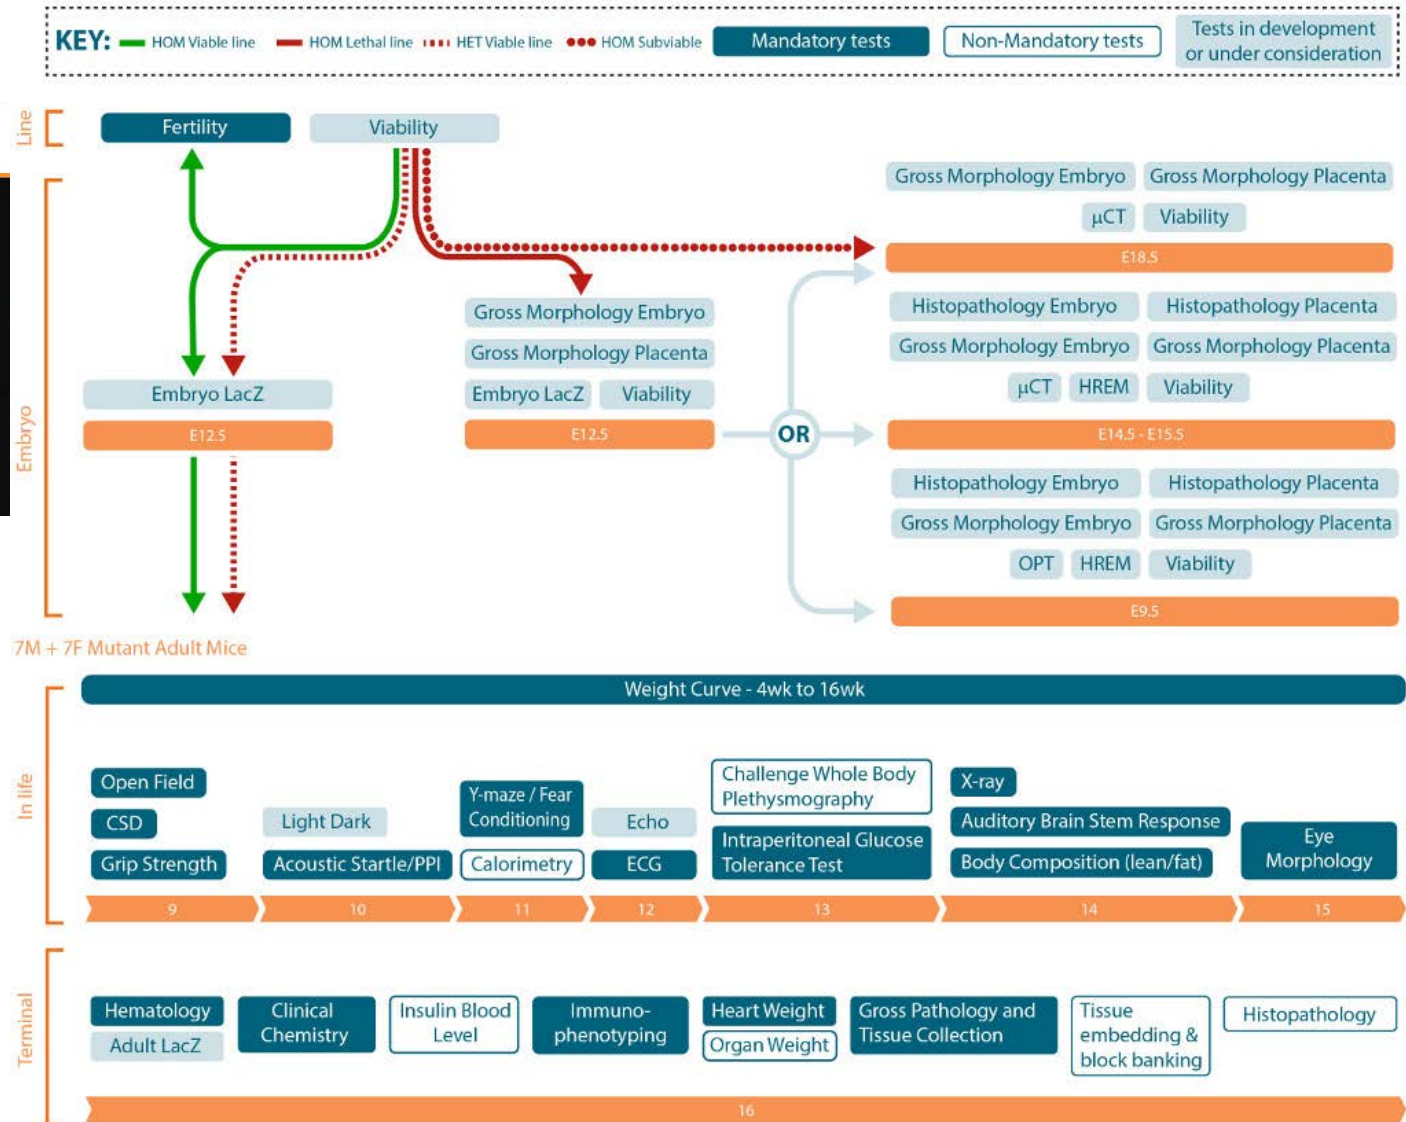 KEY: HOM Viable line HOM Lethal line HET Viable line HOM Subviable Mandatory tests Non-Mandatory tests Tests in development
or under consideration
Line
Fertility Viability
Embryo
Gross Morphology Embryo Gross Morphology Placenta
µCT Viability
E18.5
Gross Morphology Embryo
Gross Morphology Placenta
Embryo LacZ Viability
E12.5
Embryo LacZ
E12.5
OR
Histopathology Embryo Histopathology Placenta
Gross Morphology Embryo Gross Morphology Placenta
µCT HREM Viability
E14.5 - E15.5
Histopathology Embryo Histopathology Placenta
Gross Morphology Embryo Gross Morphology Placenta
OPT HREM Viability
E9.5
7M + 7F Mutant Adult Mice
In life
Weight Curve - 4wk to 16wk
Open Field
CSD
Grip Strength
Light Dark
Acoustic Startle/PPI
Y-maze / Fear
Conditioning
Calorimetry
Echo
ECG
Challenge Whole Body
Plethysmography
Intraperitoneal Glucose
Tolerance Test
X-ray
Auditory Brain Stem Response
Body Composition (lean/fat)
Eye
Morphology
9 10 11 12 13 14 15
Terminal
Hematology
Adult LacZ
Clinical
Chemistry
Insulin Blood
Level
Immuno-
phenotyping
Heart Weight
Organ Weight
Gross Pathology and
Tissue Collection
Tissue
embedding &
block banking
Histopathology
16